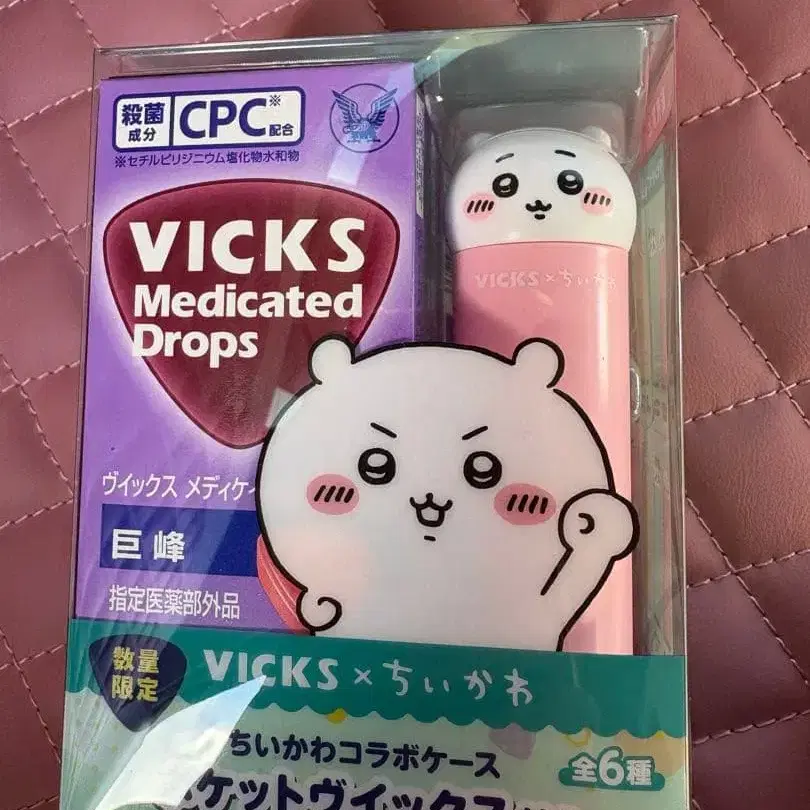 殺菌
成分
CPC※
配合
※セチルピリジニウム塩化物水和物
VICKS
Medicated
Drops
ヴイックス メディケイ
巨峰
指定医薬部外品
VICKS×ちいかわ
数量
限定
VICKS×ちいかわ
ちいかわコラボケース
ケットヴイックス
全6種